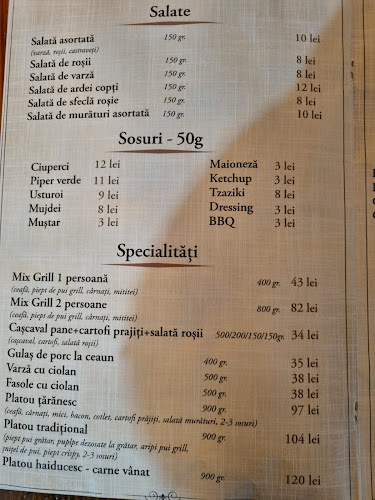 Salate
Salată asortată 150 gr. 10 lei
(varză, roșii, castraveți)
Salată de roșii 150 gr. 8 lei
Salată de varză 150 gr. 8 lei
Salată de ardei copți 150 gr. 12 lei
Salată de sfeclă roșie 150 gr. 8 lei
Salată de murături asortată 150 gr. 10 lei
Sosuri - 50g
Ciuperci 12 lei Maioneză 3 lei
Piper verde 11 lei Ketchup 3 lei
Usturoi 9 lei Tzaziki 8 lei
Mujdei 8 lei Dressing 3 lei
Muștar 3 lei BBQ 3 lei
Specialități
Mix Grill 1 persoană 400 gr. 43 lei
(ceafă, piept de pui grill, cârnați, mititei)
Mix Grill 2 persoane 800 gr. 82 lei
(ceafă, piept de pui grill, cârnați, mititei)
Cașcaval pane+cartofi prajiți+salată roșii 500/200/150/150gr. 34 lei
(cașcaval, cartofi, salată roșii)
Gulaș de porc la ceaun 400 gr. 35 lei
Varză cu ciolan 500 gr. 38 lei
Fasole cu ciolan 500 gr. 38 lei
Platou țărănesc 900 gr. 97 lei
(ceafă, cârnați, mici, bacon, cotlet, cartofi prăjiți, salată murături, 2-3 sosuri)
Platou tradițional 900 gr. 104 lei
(piept pui grătar, pulpe dezosate la grătar, aripi pui grill,
mușchi de pui, piept crispy, 2-3 sosuri)
Platou haiducesc - carne vânat 900 gr. 120 lei